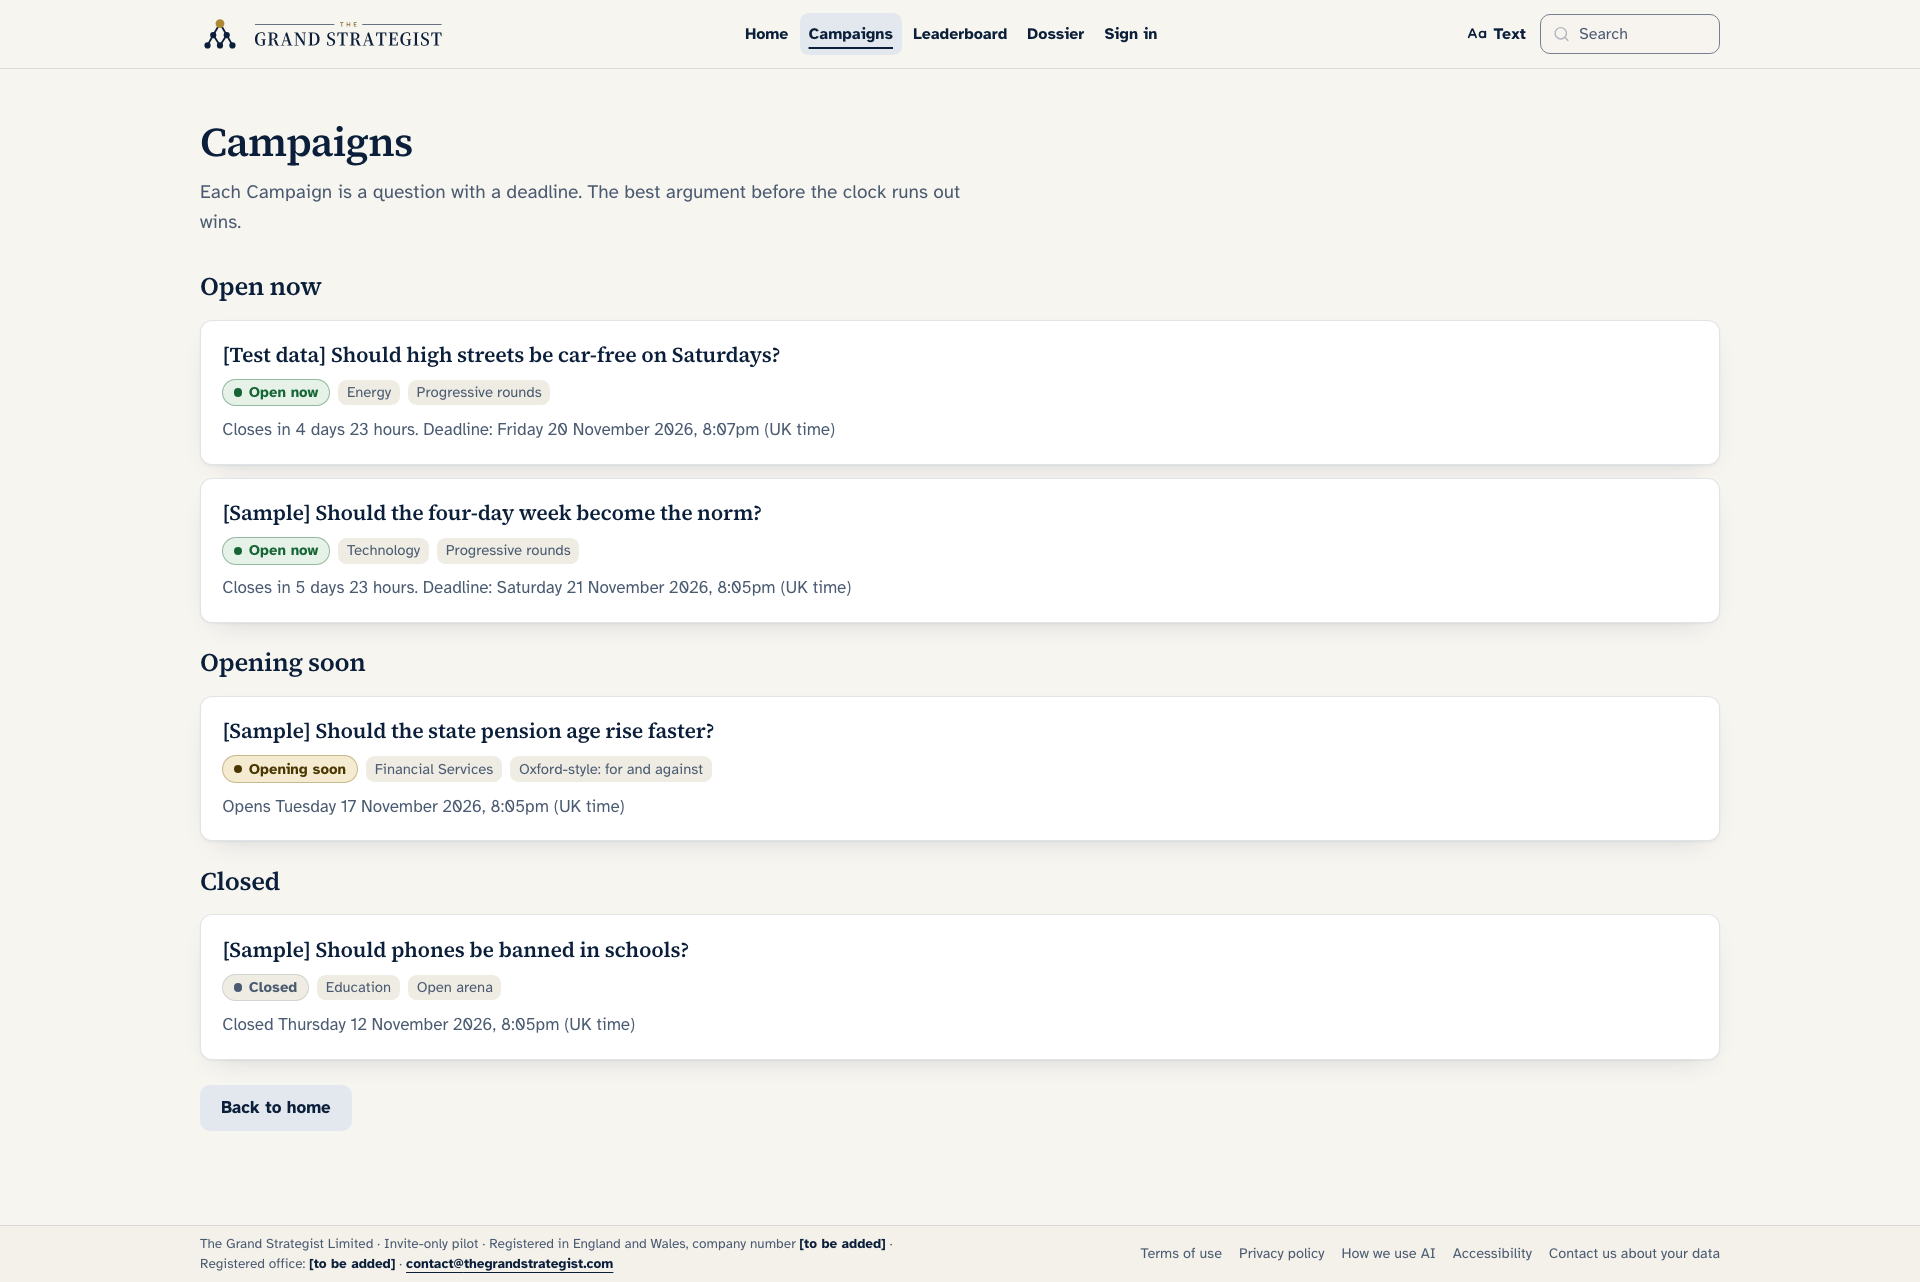 THE
GRAND STRATEGIST
Home
Campaigns
Leaderboard
Dossier
Sign in
Aa Text
Search
Campaigns
Each Campaign is a question with a deadline. The best argument before the clock runs out
wins.
Open now
[Test data] Should high streets be car-free on Saturdays?
Open now
Energy
Progressive rounds
Closes in 4 days 23 hours. Deadline: Friday 20 November 2026, 8:07pm (UK time)
[Sample] Should the four-day week become the norm?
Open now
Technology
Progressive rounds
Closes in 5 days 23 hours. Deadline: Saturday 21 November 2026, 8:05pm (UK time)
Opening soon
[Sample] Should the state pension age rise faster?
Opening soon
Financial Services
Oxford-style: for and against
Opens Tuesday 17 November 2026, 8:05pm (UK time)
Closed
[Sample] Should phones be banned in schools?
Closed
Education
Open arena
Closed Thursday 12 November 2026, 8:05pm (UK time)
Back to home
The Grand Strategist Limited · Invite-only pilot · Registered in England and Wales, company number [to be added] ·
Registered office: [to be added] · contact@thegrandstrategist.com
Terms of use
Privacy policy
How we use AI
Accessibility
Contact us about your data